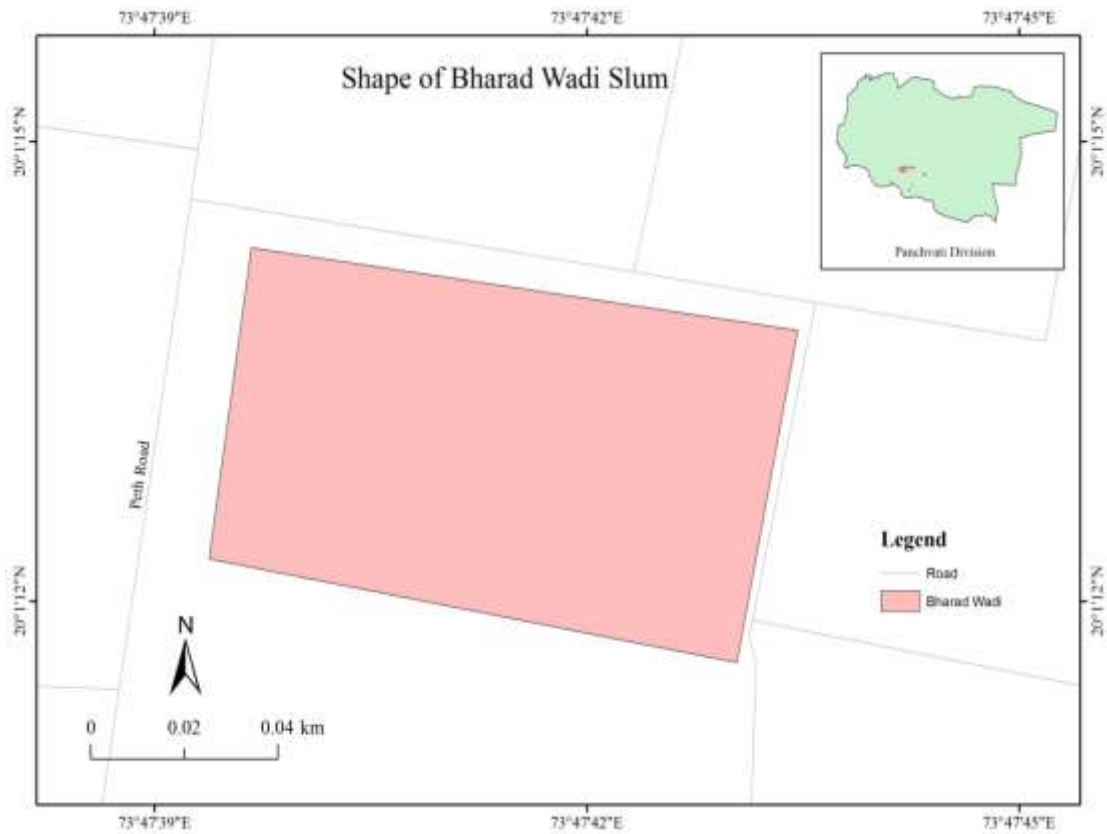 73°47'39"E 73°47'42"E 73°47'45"E
Shape of Bharad Wadi Slum
20°1'15"N
20°1'15"N
Panchvati Division
Peth Road
Legend
Road
Bharad Wadi
20°1'12"N
20°1'12"N
N
0 0.02 0.04 km
73°47'39"E 73°47'42"E 73°47'45"E